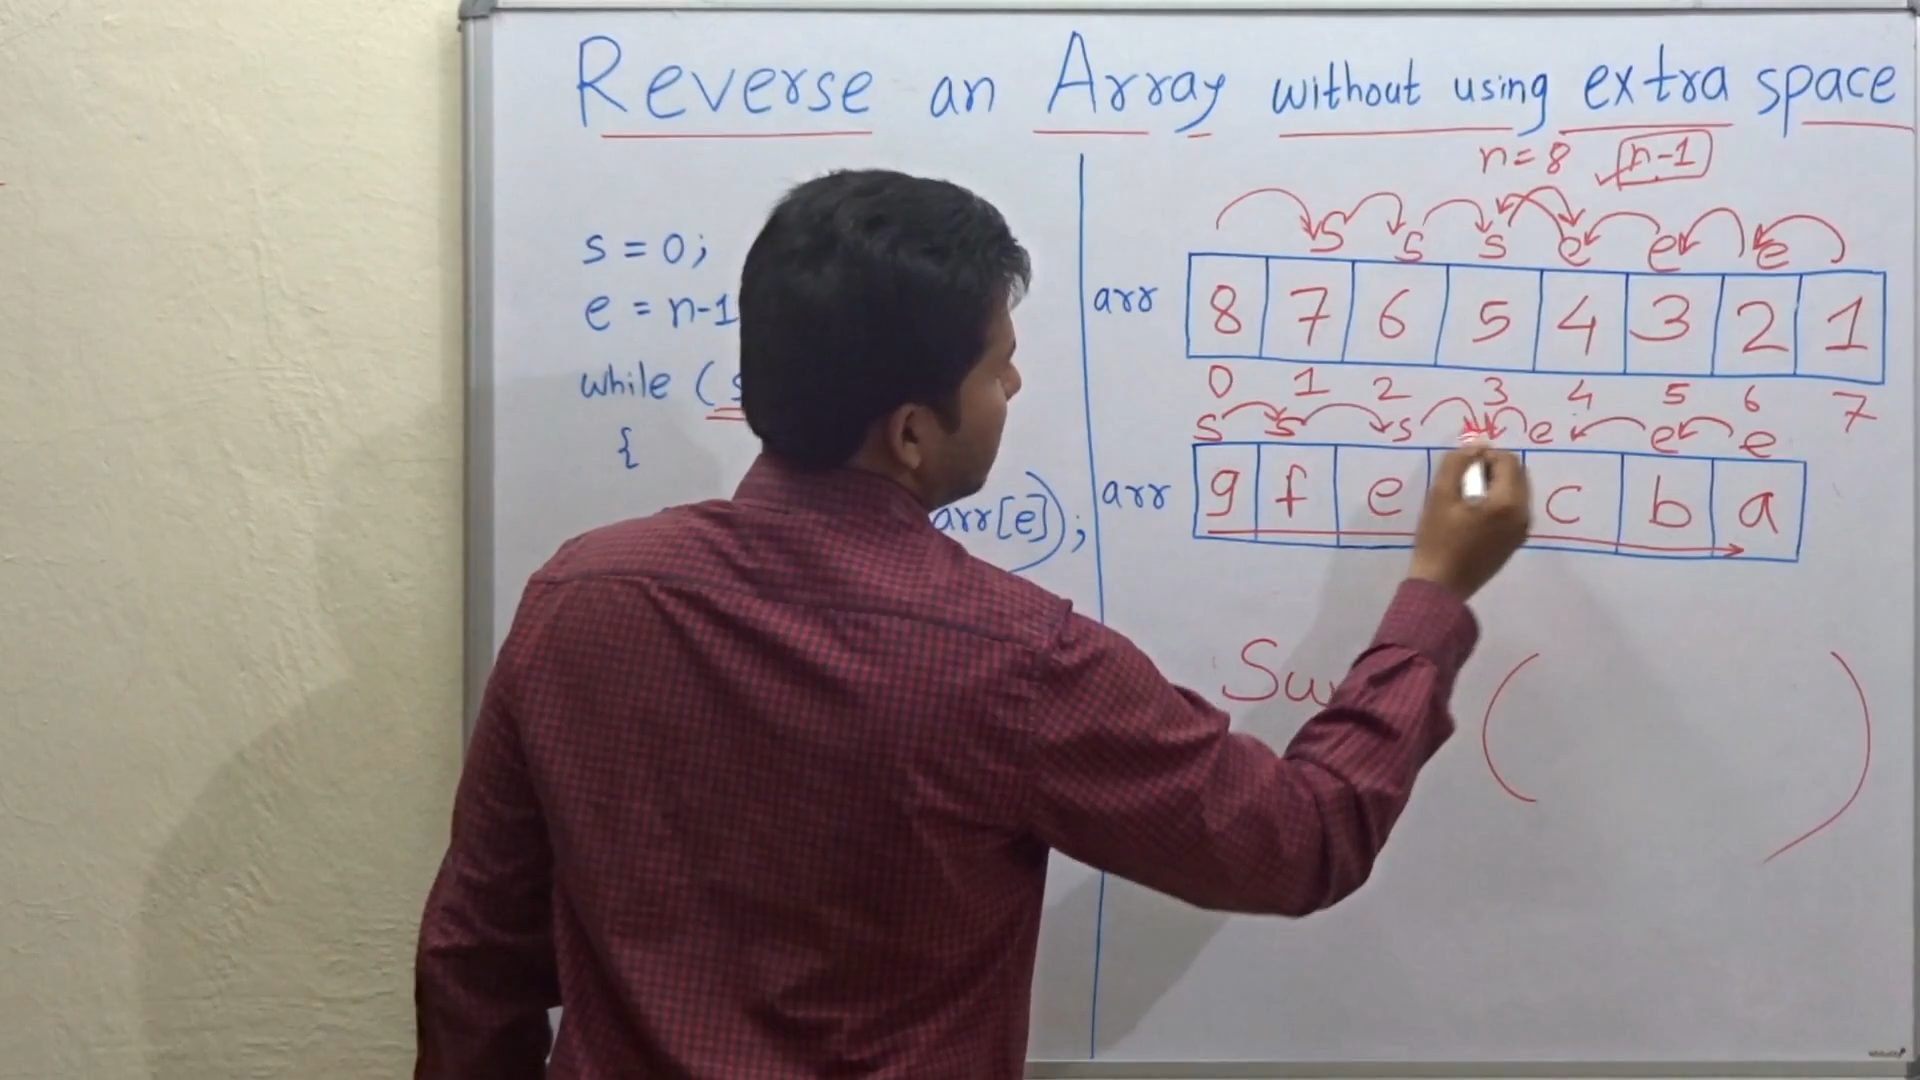 Reverse an Array without using extra space
s = 0;
e = n-1
while (
{
arr[e]);
n = 8 n-1
s s s e e e
arr 8 7 6 5 4 3 2 1
0 1 2 3 4 5 6 7
s s s e e e
arr g f e c b a
( )